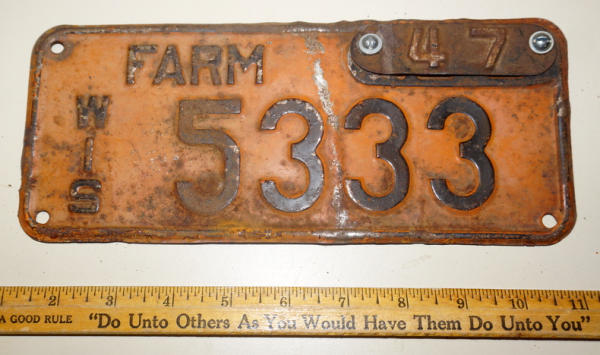 FARM
47
WIS
5333
2 3 4 5 6 7 8 9 10 11
A GOOD RULE "Do Unto Others As You Would Have Them Do Unto You"